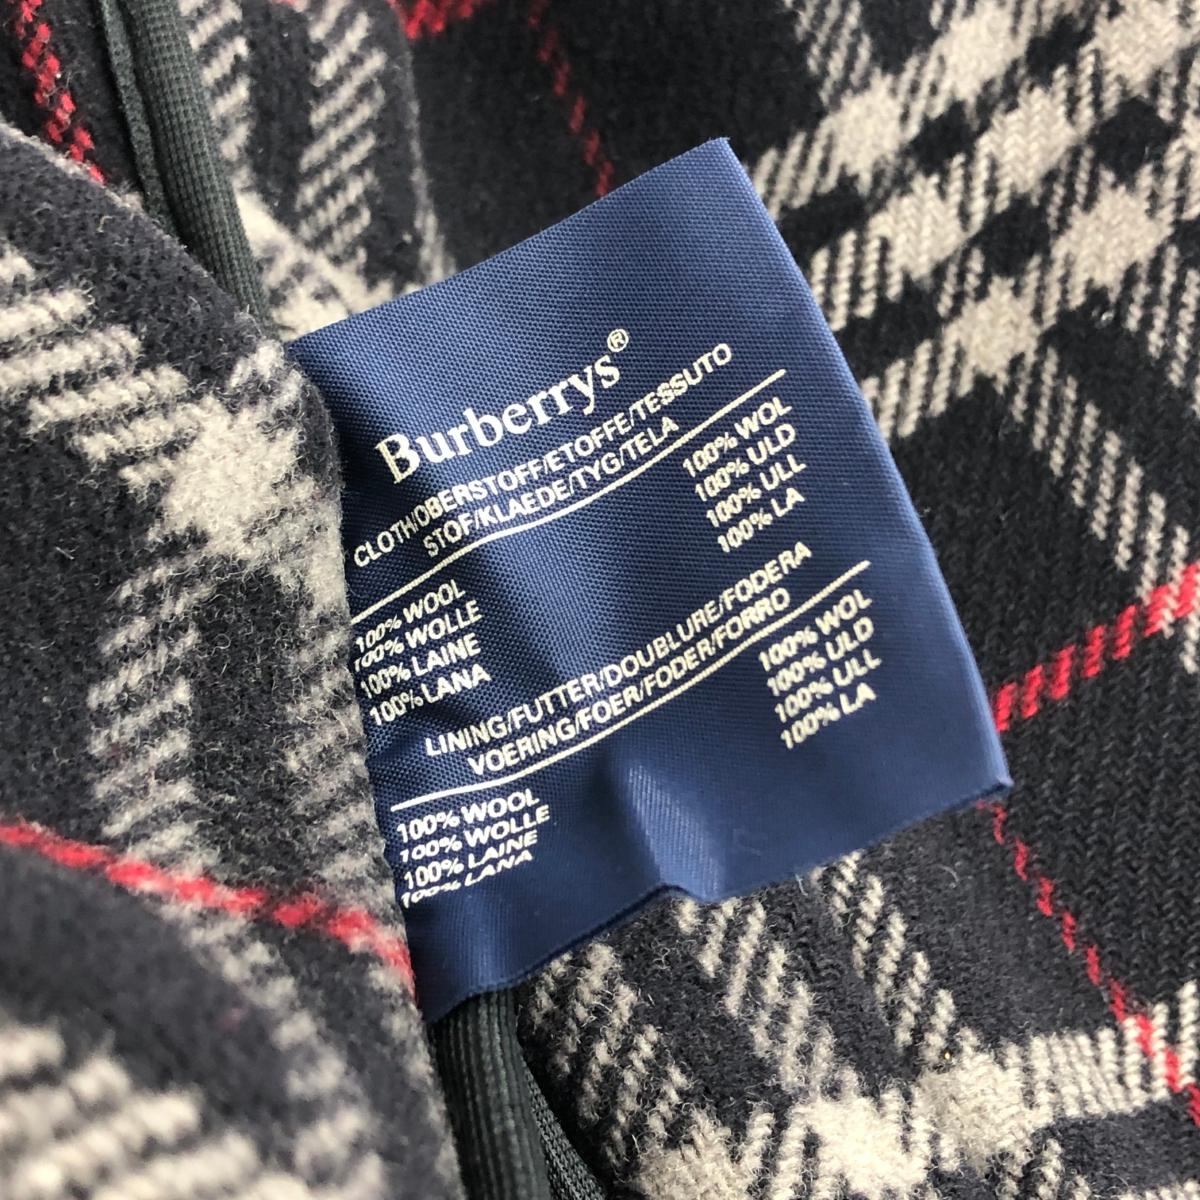 Burberrys®
CLOTH/OBERSTOFF/ETOFFE/TESSUTO
STOF/KLAEDE/TYG/TELA
100% WOOL
100% WOLLE
100% LAINE
100% LANA
100% WOL
100% ULD
100% ULL
100% LA
LINING/FUTTER/DOUBLURE/FODERA
VOERING/FOER/FODER/FORRO
100% WOOL
100% WOLLE
100% LAINE
100% LANA
100% WOL
100% ULD
100% ULL
100% LA